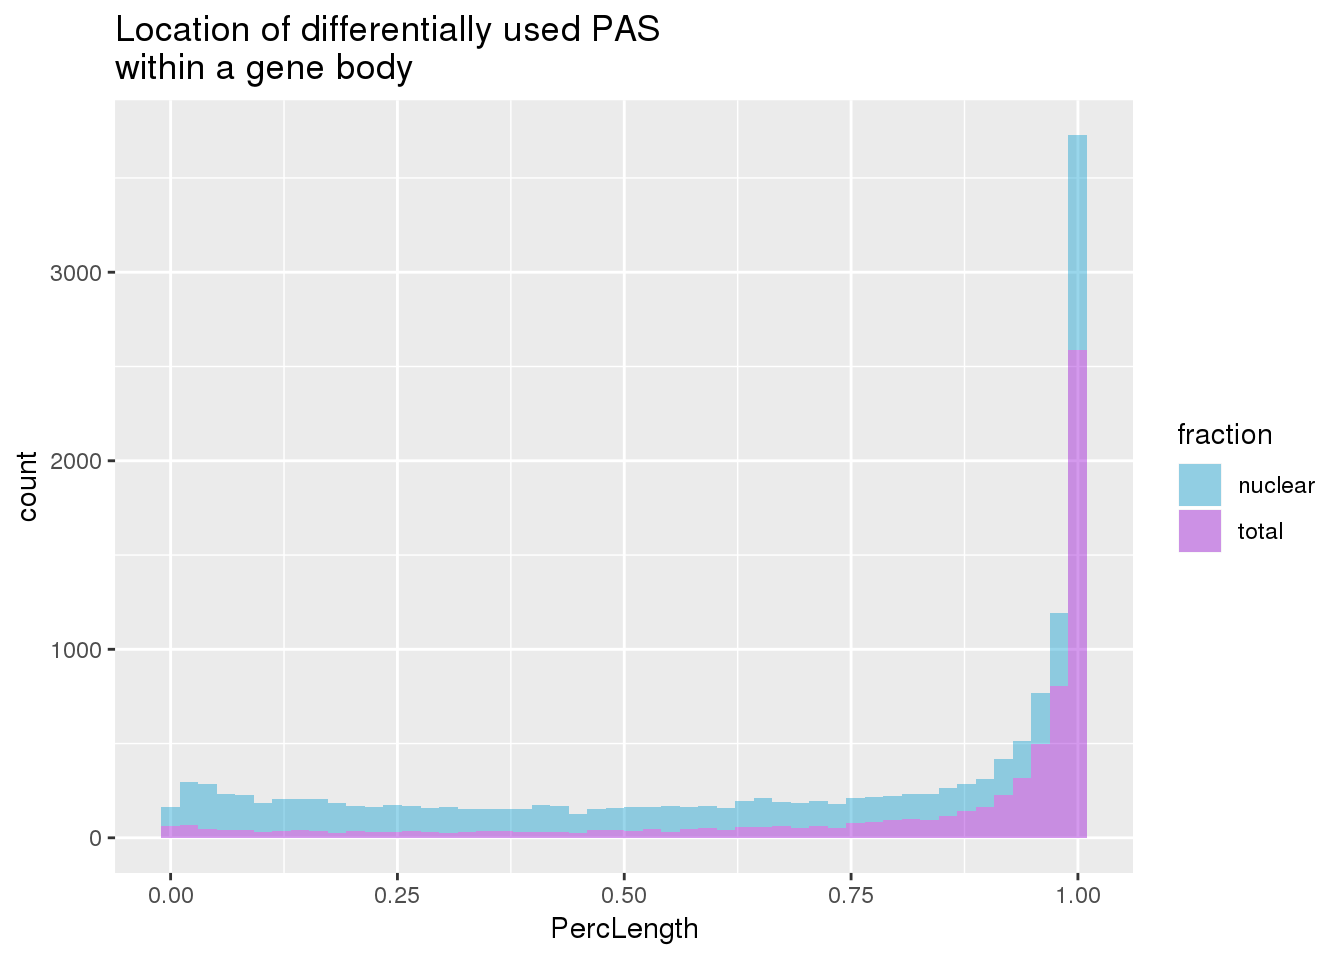 Location of differentially used PAS
within a gene body
3000
2000
1000
0
count
0.00 0.25 0.50 0.75 1.00
PercLength
fraction
nuclear
total